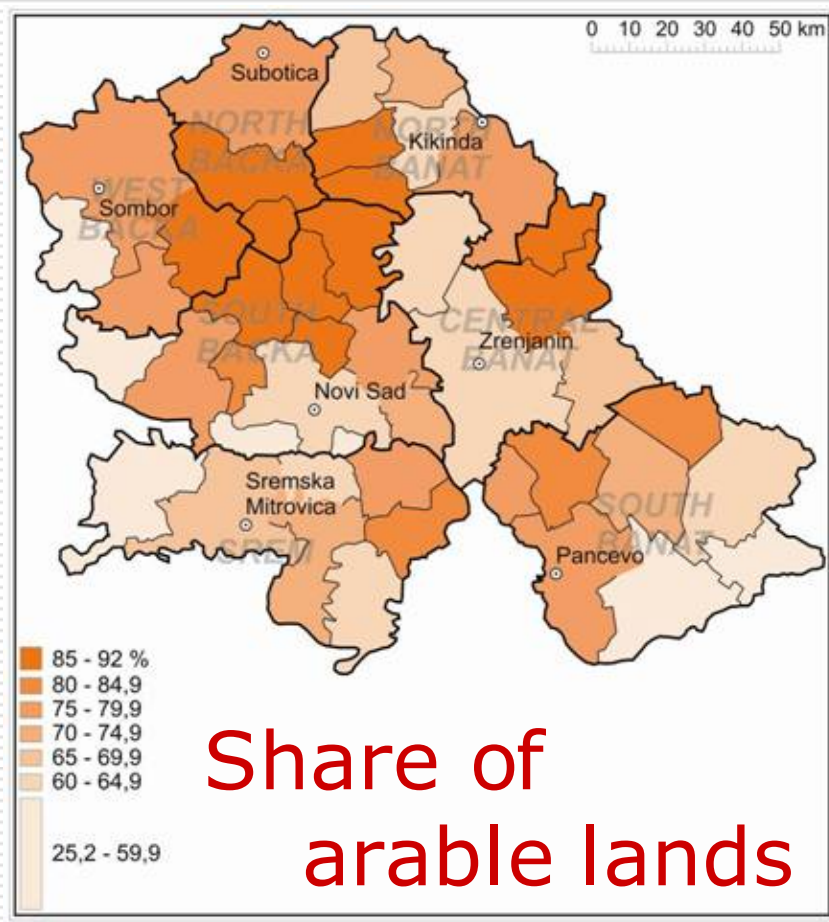 0 10 20 30 40 50 km
Subotica
NORTH
BACKA
NORTH
BANAT
Kikinda
WEST
BACKA
Sombor
SOUTH
BACKA
CENTRAL
BANAT
Zrenjanin
Novi Sad
Sremska
Mitrovica
SREM
SOUTH
BANAT
Pancevo
85 - 92 %
80 - 84,9
75 - 79,9
70 - 74,9
65 - 69,9
60 - 64,9
25,2 - 59,9
Share of
arable lands